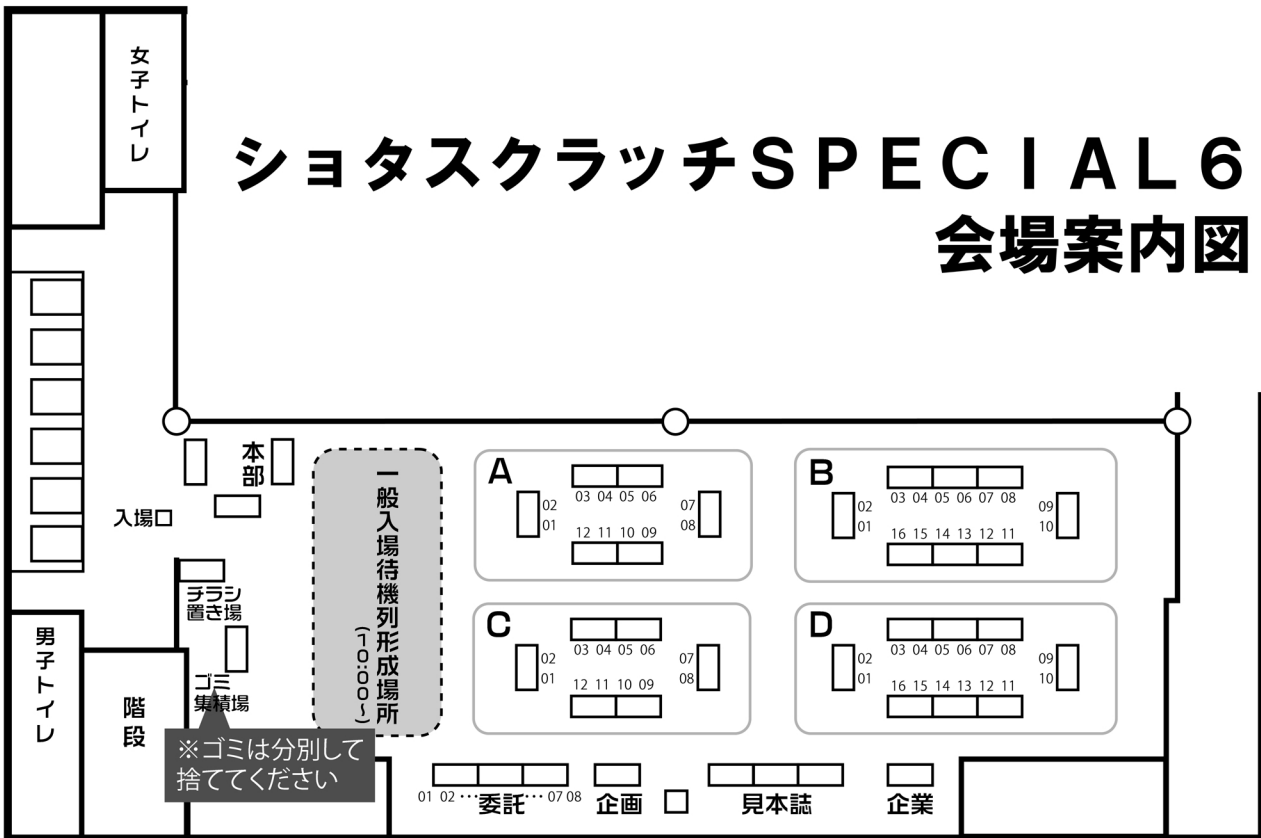 女子トイレ
ショタスクラッチSPECIAL6
会場案内図
本部
入場口
チラシ
置き場
ゴミ
集積場
※ゴミは分別して
捨ててください
男子トイレ
階段
一般入場待機列形成場所
(10:00~)
A
03 04 05 06
02
01
07
08
12 11 10 09
B
03 04 05 06 07 08
02
01
09
10
16 15 14 13 12 11
C
03 04 05 06
02
01
07
08
12 11 10 09
D
03 04 05 06 07 08
02
01
09
10
16 15 14 13 12 11
01 02 ··· 委託 ··· 07 08
企画
見本誌
企業